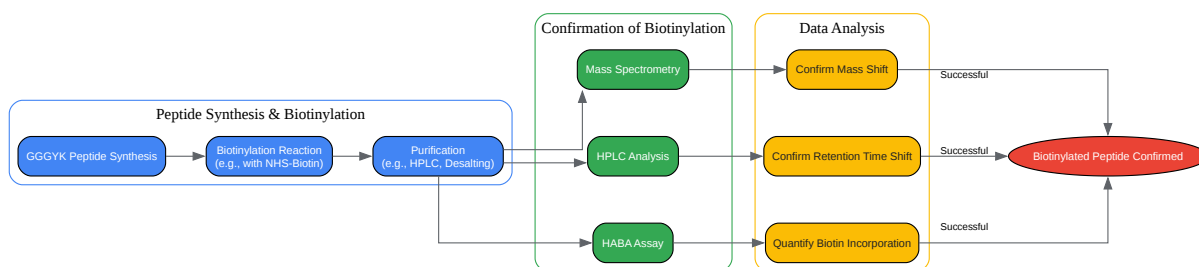 Confirmation of Biotinylation
Data Analysis
Mass Spectrometry
Confirm Mass Shift
Successful
Peptide Synthesis & Biotinylation
GGGYK Peptide Synthesis
Biotinylation Reaction
(e.g., with NHS-Biotin)
Purification
(e.g., HPLC, Desalting)
HPLC Analysis
Confirm Retention Time Shift
Successful
Biotinylated Peptide Confirmed
HABA Assay
Quantify Biotin Incorporation
Successful